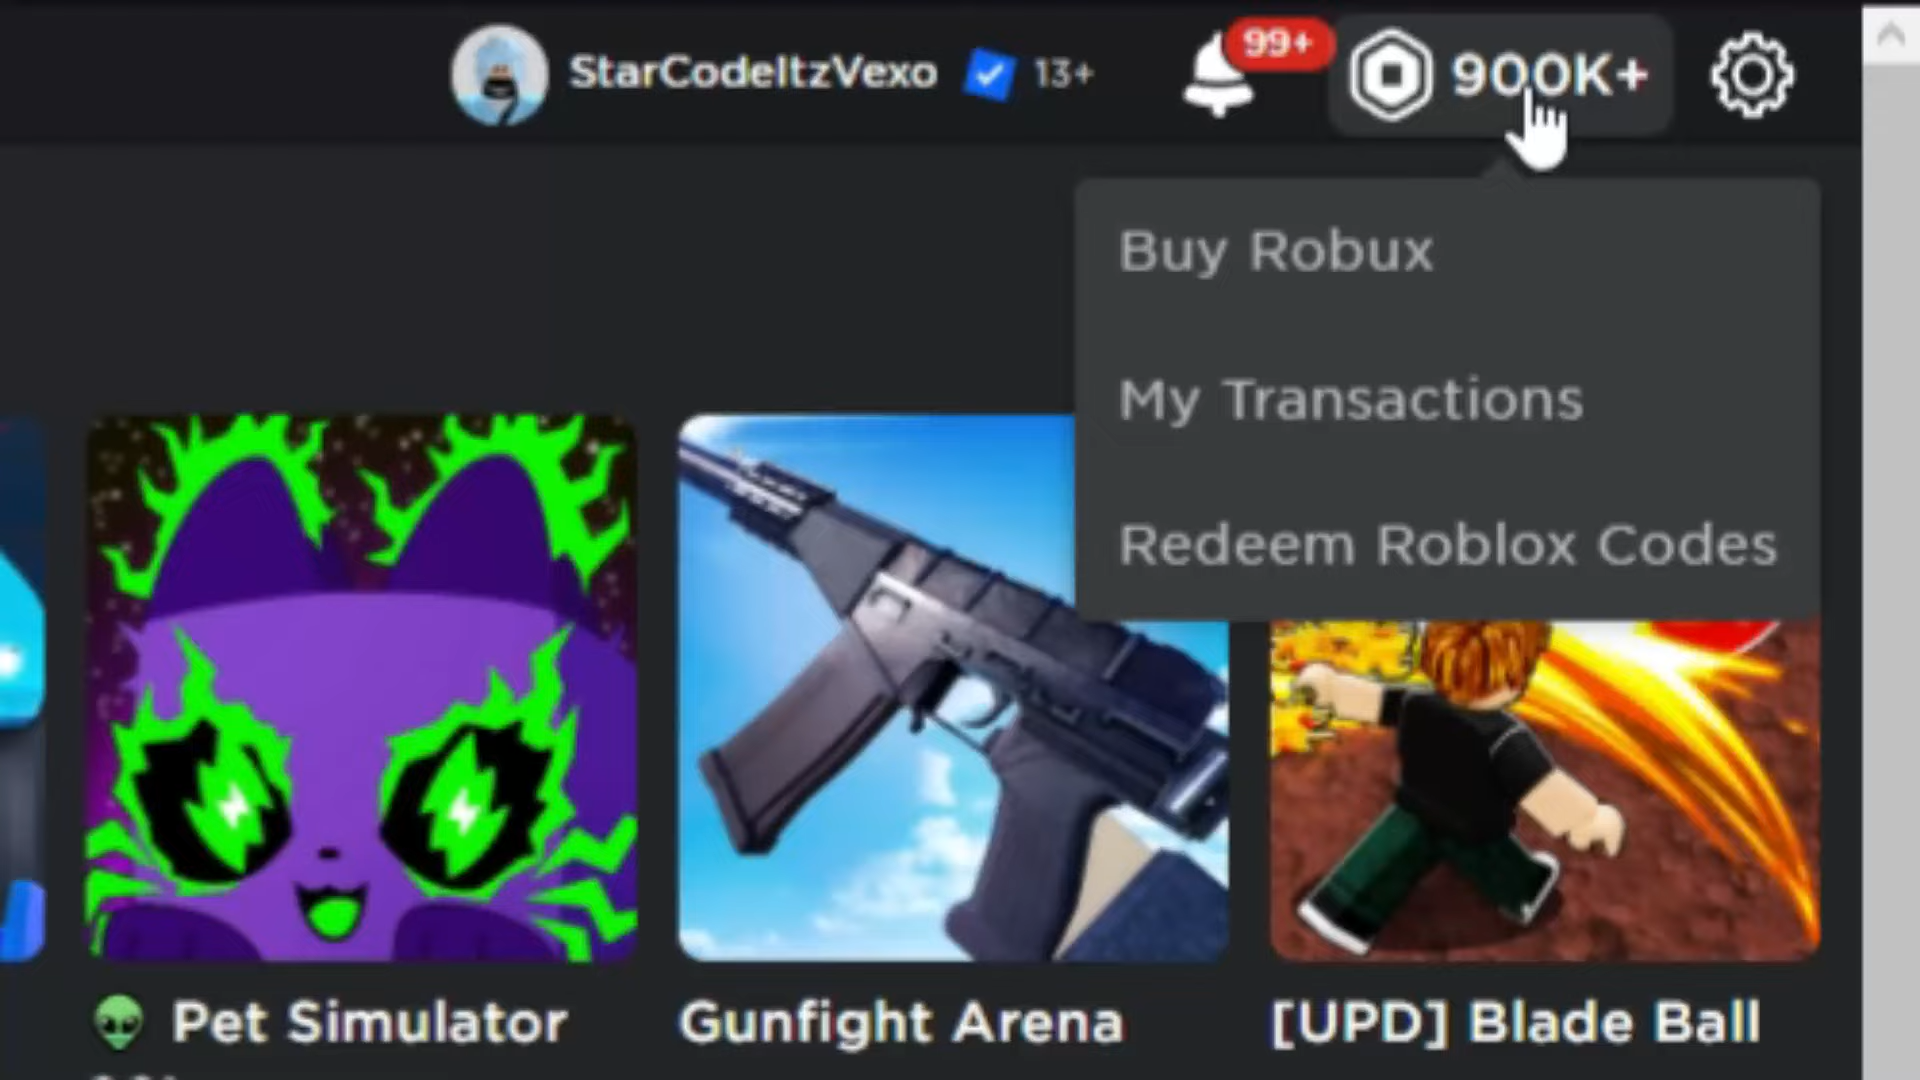 StarCodeItzVexo 13+ 99+ 900K+
Buy Robux
My Transactions
Redeem Roblox Codes
Pet Simulator
Gunfight Arena
[UPD] Blade Ball